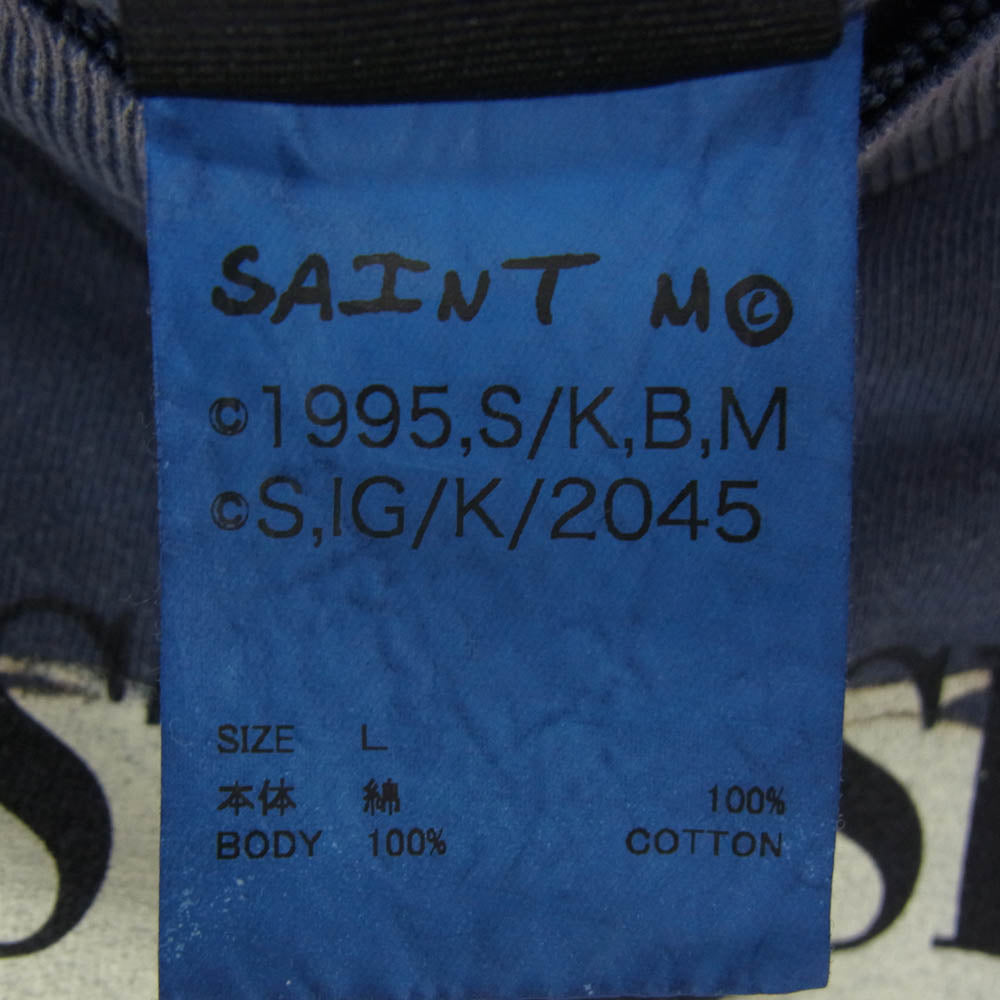 SAINT M©
©1995,S/K,B,M
©S,IG/K/2045
SIZE L
本体 綿 100%
BODY 100% COTTON